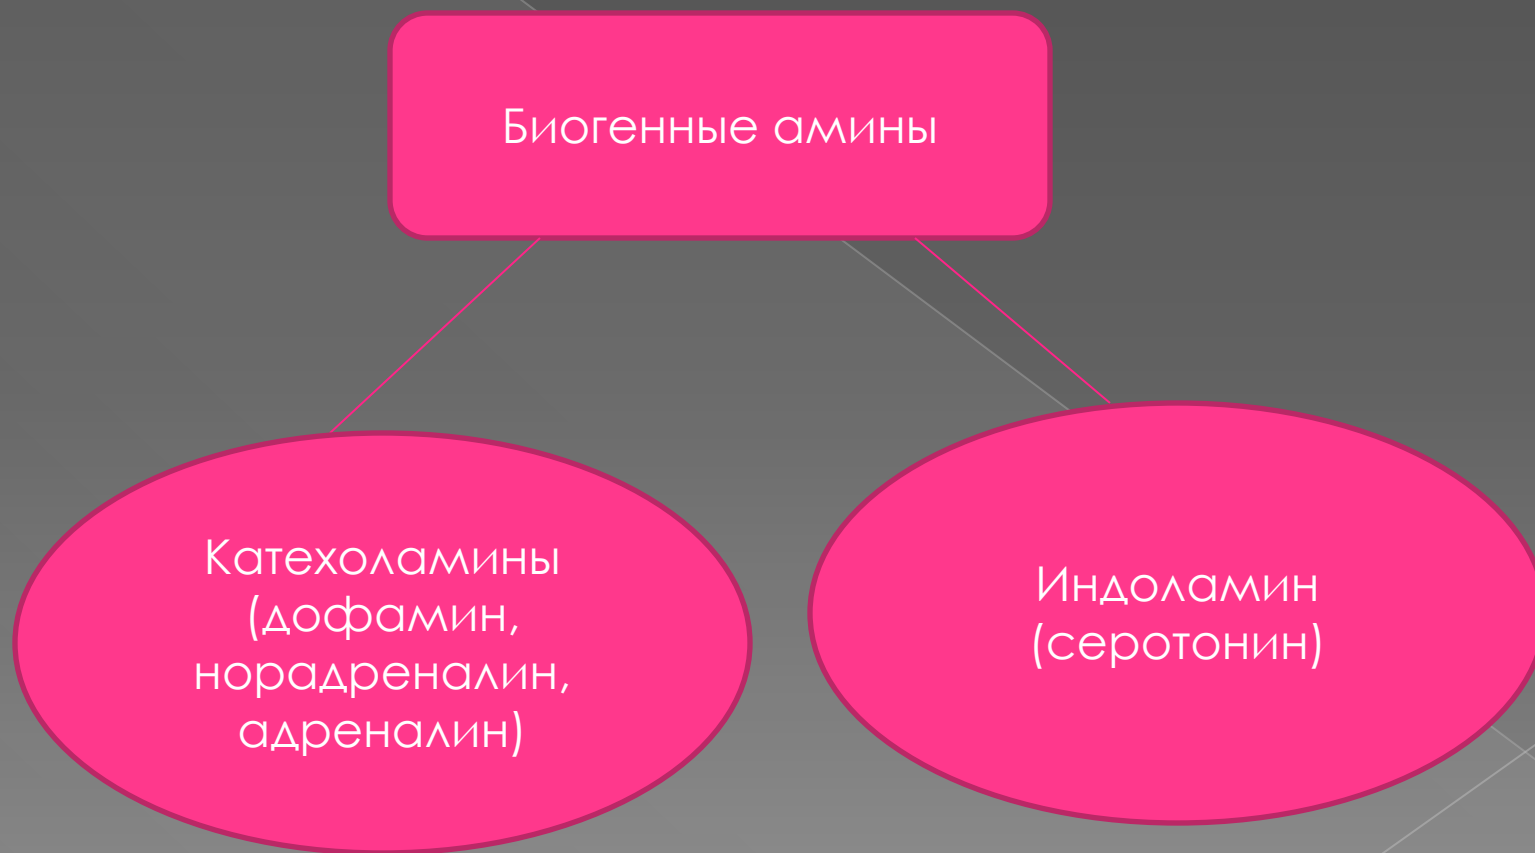 Биогенные амины
Катехоламины
(дофамин,
норадреналин,
адреналин)
Индоламин
(серотонин)